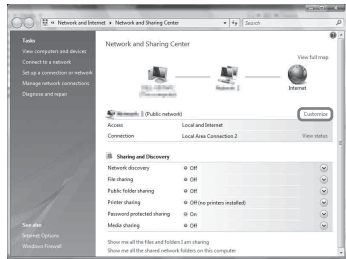 « Network and Internet ▸ Network and Sharing Center
Search
Tasks
View computers and devices
Connect to a network
Set up a connection or network
Manage network connections
Diagnose and repair
See also
Internet Options
Windows Firewall
Network and Sharing Center
View full map
Internet
(Public network)
Customize
Access Local and Internet
Connection Local Area Connection 2 View status
Sharing and Discovery
Network discovery Off
File sharing Off
Public folder sharing Off
Printer sharing Off (no printers installed)
Password protected sharing On
Media sharing Off
Show me all the files and folders I am sharing
Show me all the shared network folders on this computer